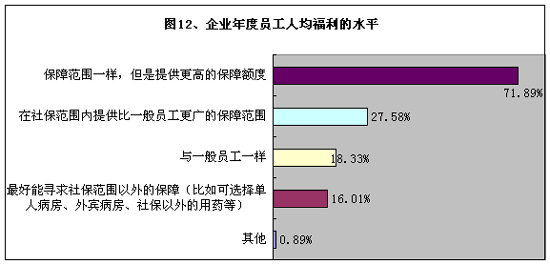 图12、企业年度员工人均福利的水平
保障范围一样，但是提供更高的保障额度
71.89%
在社保范围内提供比一般员工更广的保障范围
27.58%
与一般员工一样
18.33%
最好能寻求社保范围以外的保障（比如可选择单
人病房、外宾病房、社保以外的用药等）
16.01%
其他
0.89%